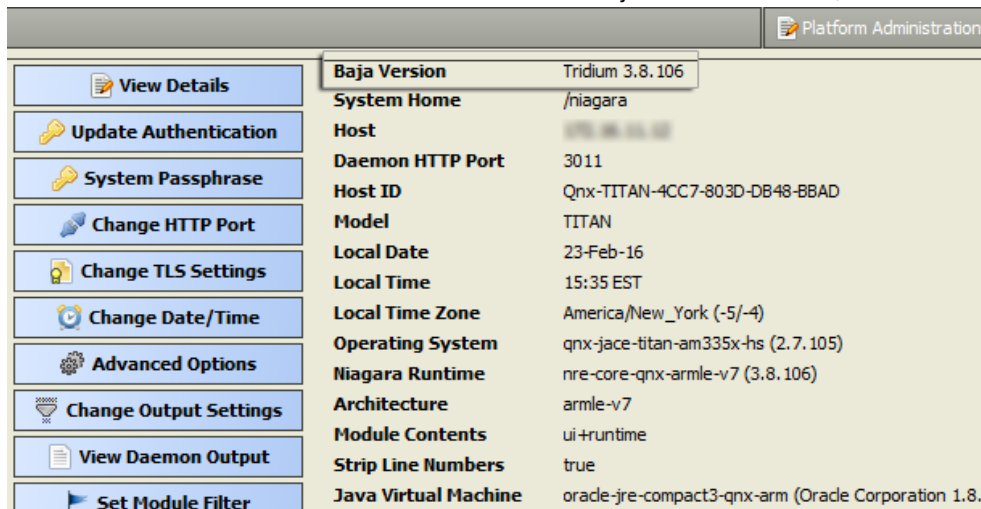 Platform Administration
View Details
Update Authentication
System Passphrase
Change HTTP Port
Change TLS Settings
Change Date/Time
Advanced Options
Change Output Settings
View Daemon Output
Set Module Filter
Baja Version Tridium 3.8.106
System Home /niagara
Host
Daemon HTTP Port 3011
Host ID Qnx-TITAN-4CC7-803D-DB48-BBAD
Model TITAN
Local Date 23-Feb-16
Local Time 15:35 EST
Local Time Zone America/New_York (-5/-4)
Operating System qnx-jace-titan-am335x-hs (2.7.105)
Niagara Runtime nre-core-qnx-armle-v7 (3.8.106)
Architecture armle-v7
Module Contents ui+runtime
Strip Line Numbers true
Java Virtual Machine oracle-jre-compact3-qnx-arm (Oracle Corporation 1.8.